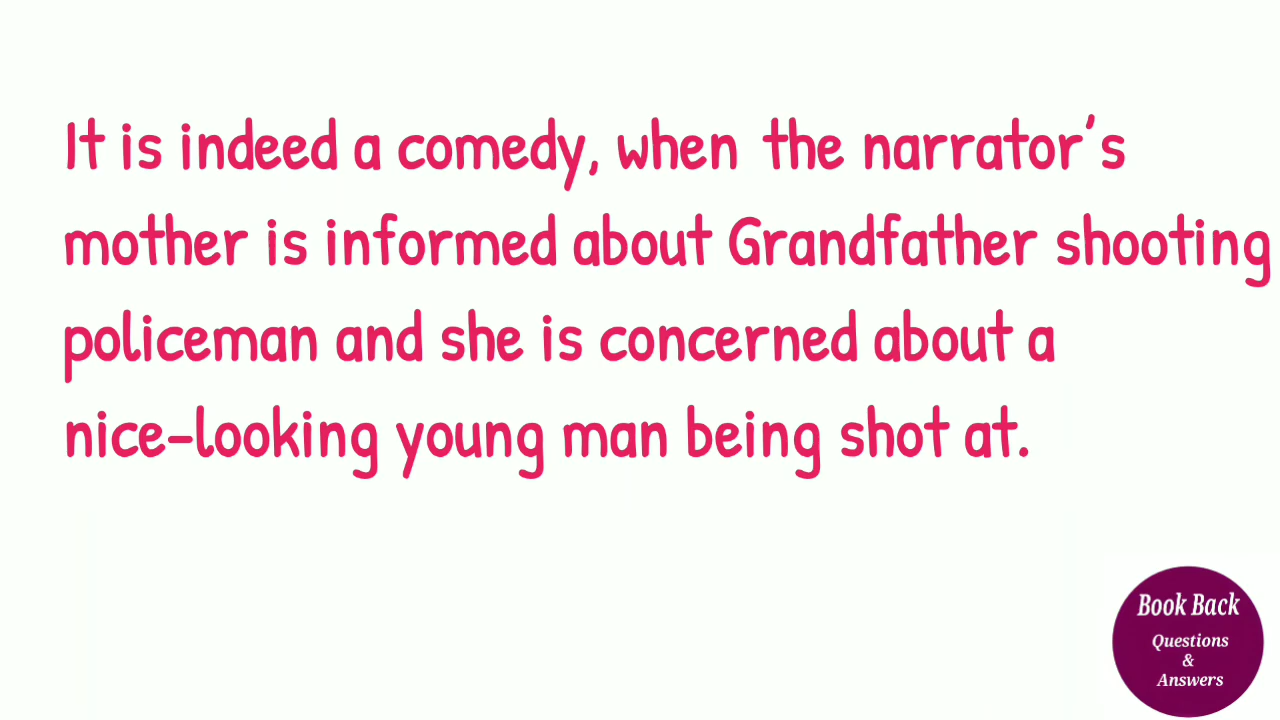 It is indeed a comedy, when the narrator's
mother is informed about Grandfather shooting
policeman and she is concerned about a
nice-looking young man being shot at.
Book Back
Questions
&
Answers